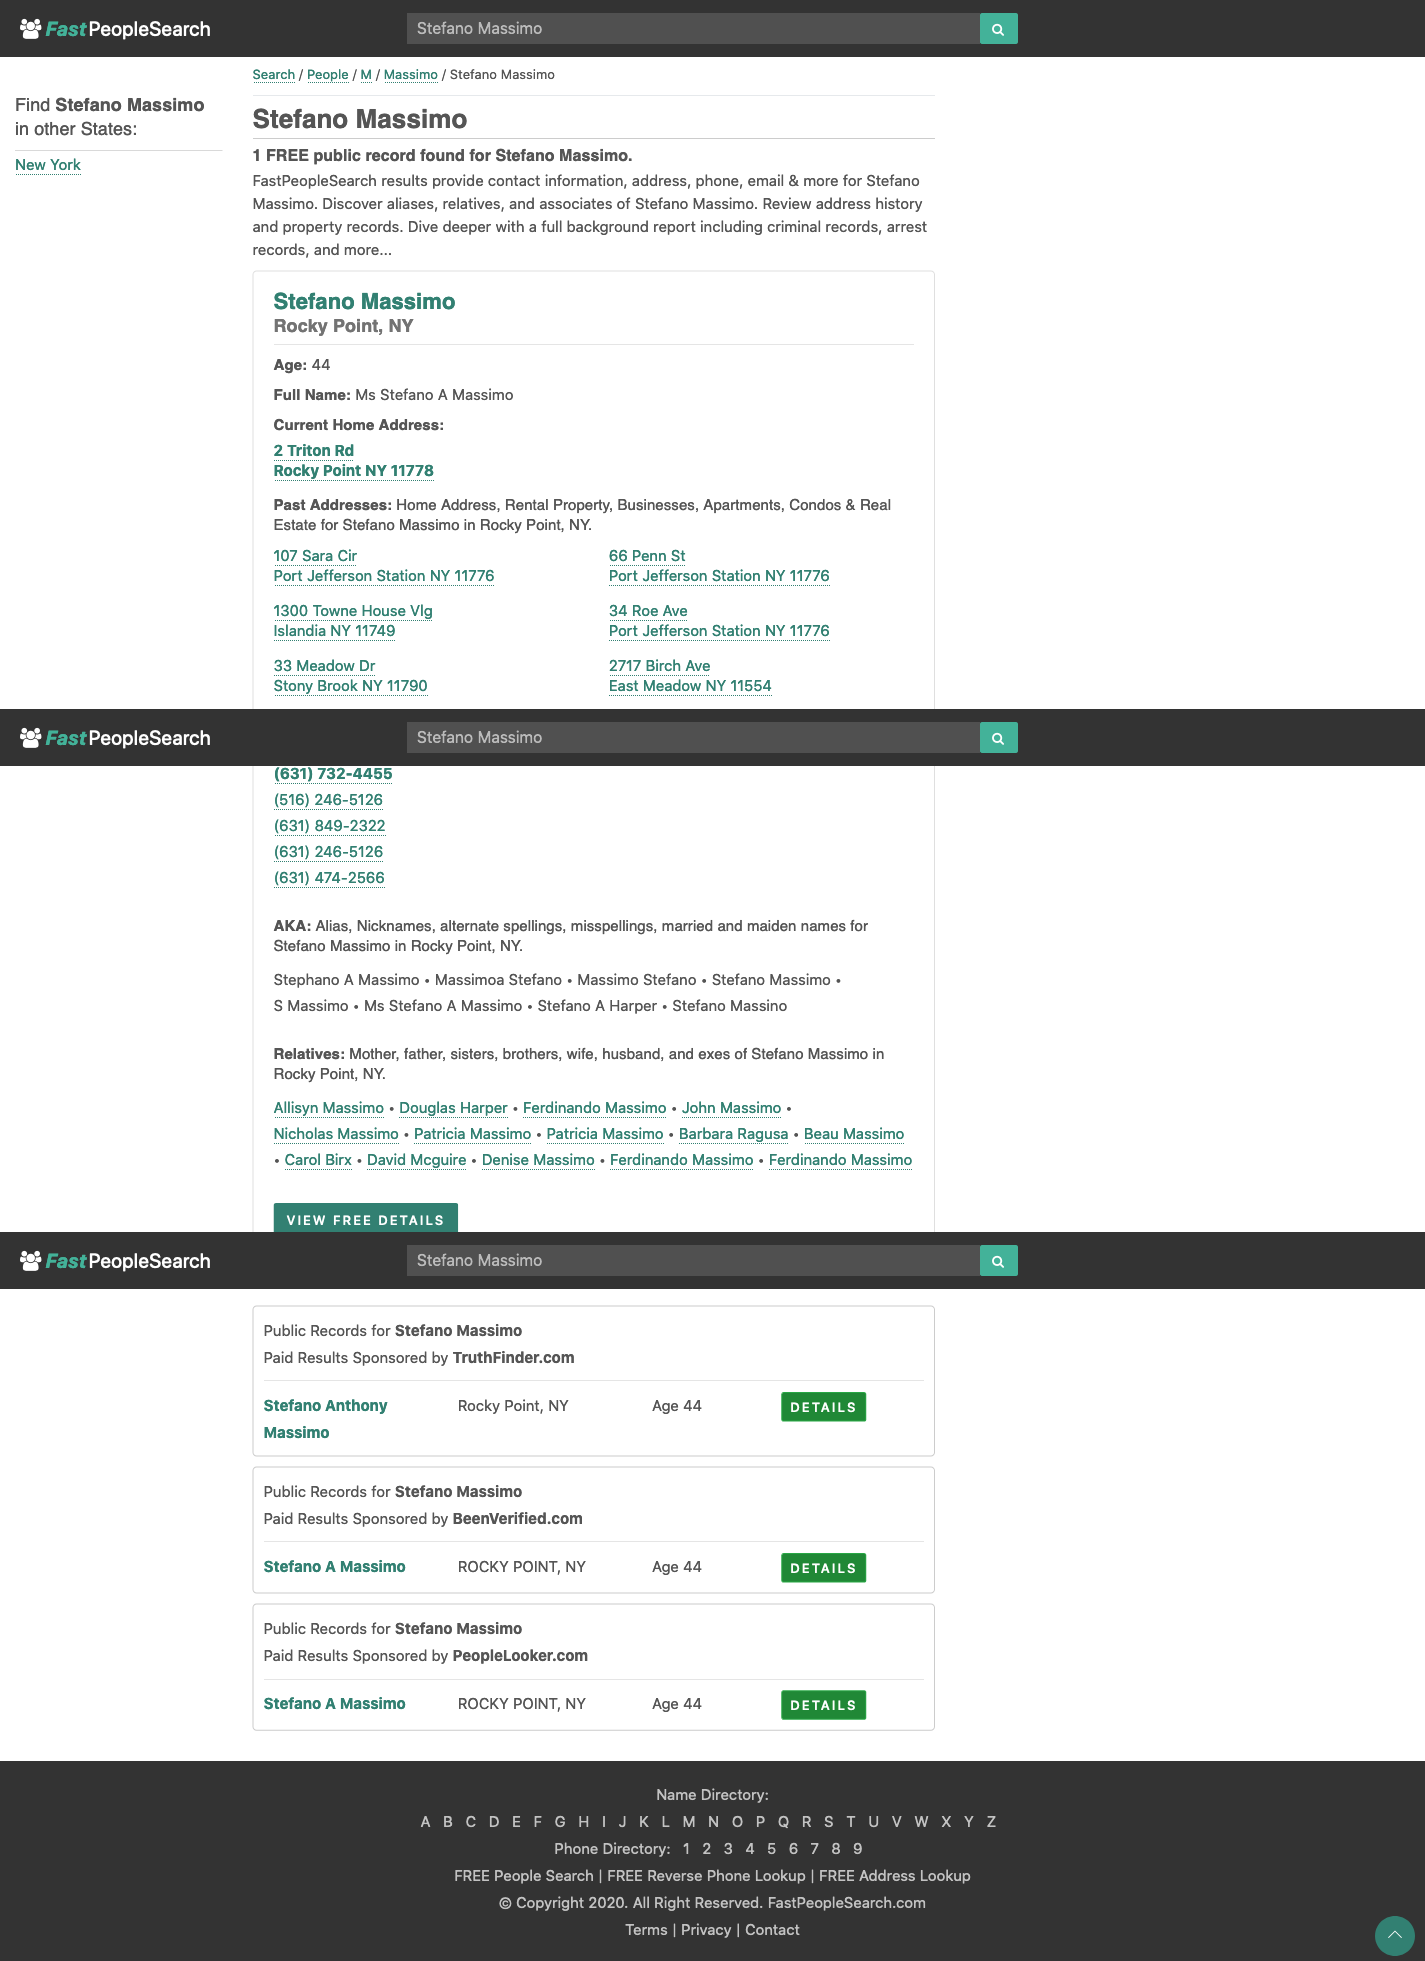 FastPeopleSearch
Stefano Massimo
Search / People / M / Massimo / Stefano Massimo
Find Stefano Massimo
in other States:
New York
Stefano Massimo
1 FREE public record found for Stefano Massimo.
FastPeopleSearch results provide contact information, address, phone, email & more for Stefano
Massimo. Discover aliases, relatives, and associates of Stefano Massimo. Review address history
and property records. Dive deeper with a full background report including criminal records, arrest
records, and more...
Stefano Massimo
Rocky Point, NY
Age: 44
Full Name: Ms Stefano A Massimo
Current Home Address:
2 Triton Rd
Rocky Point NY 11778
Past Addresses: Home Address, Rental Property, Businesses, Apartments, Condos & Real
Estate for Stefano Massimo in Rocky Point, NY.
107 Sara Cir
Port Jefferson Station NY 11776
66 Penn St
Port Jefferson Station NY 11776
1300 Towne House Vlg
Islandia NY 11749
34 Roe Ave
Port Jefferson Station NY 11776
33 Meadow Dr
Stony Brook NY 11790
2717 Birch Ave
East Meadow NY 11554
FastPeopleSearch
Stefano Massimo
(631) 732-4455
(516) 246-5126
(631) 849-2322
(631) 246-5126
(631) 474-2566
AKA: Alias, Nicknames, alternate spellings, misspellings, married and maiden names for
Stefano Massimo in Rocky Point, NY.
Stephano A Massimo • Massimoa Stefano • Massimo Stefano • Stefano Massimo •
S Massimo • Ms Stefano A Massimo • Stefano A Harper • Stefano Massino
Relatives: Mother, father, sisters, brothers, wife, husband, and exes of Stefano Massimo in
Rocky Point, NY.
Allisyn Massimo • Douglas Harper • Ferdinando Massimo • John Massimo •
Nicholas Massimo • Patricia Massimo • Patricia Massimo • Barbara Ragusa • Beau Massimo
• Carol Birx • David Mcguire • Denise Massimo • Ferdinando Massimo • Ferdinando Massimo
VIEW FREE DETAILS
FastPeopleSearch
Stefano Massimo
Public Records for Stefano Massimo
Paid Results Sponsored by TruthFinder.com
Stefano Anthony
Massimo
Rocky Point, NY
Age 44
DETAILS
Public Records for Stefano Massimo
Paid Results Sponsored by BeenVerified.com
Stefano A Massimo
ROCKY POINT, NY
Age 44
DETAILS
Public Records for Stefano Massimo
Paid Results Sponsored by PeopleLooker.com
Stefano A Massimo
ROCKY POINT, NY
Age 44
DETAILS
Name Directory:
A B C D E F G H I J K L M N O P Q R S T U V W X Y Z
Phone Directory: 1 2 3 4 5 6 7 8 9
FREE People Search | FREE Reverse Phone Lookup | FREE Address Lookup
© Copyright 2020. All Right Reserved. FastPeopleSearch.com
Terms | Privacy | Contact